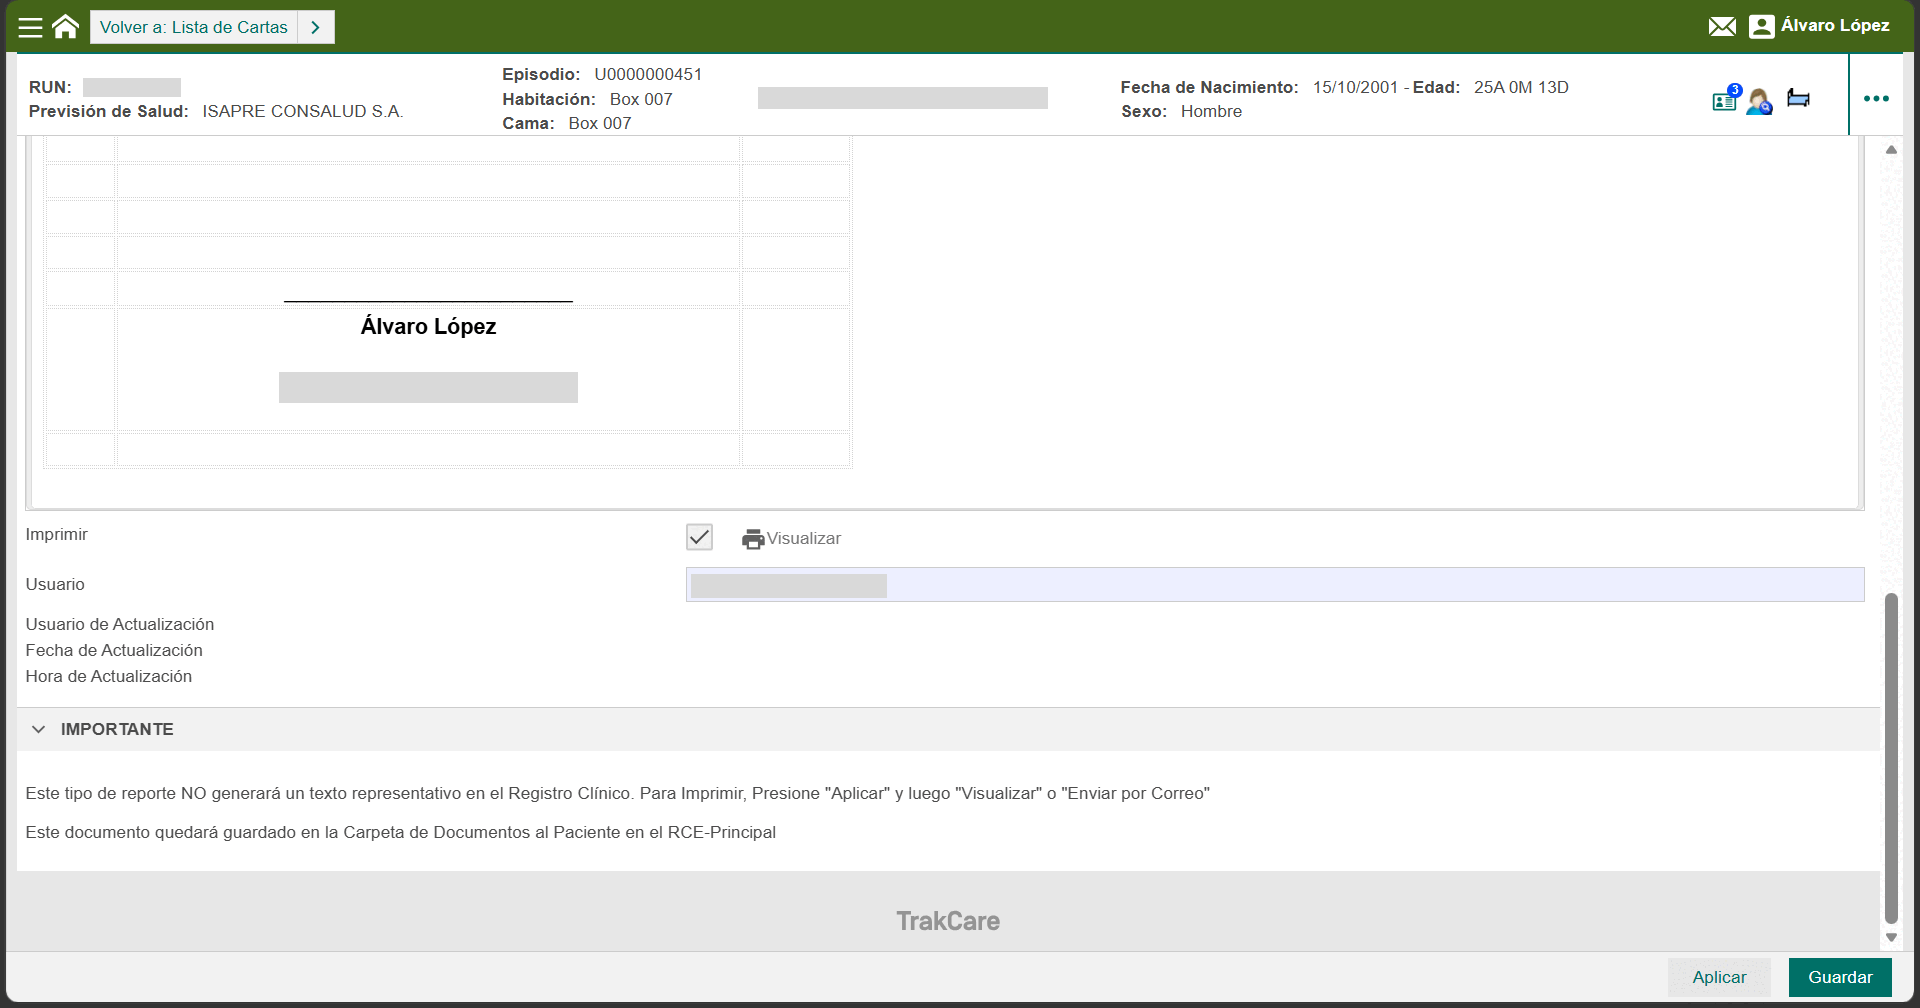 Volver a: Lista de Cartas
Álvaro López
RUN:
Previsión de Salud: ISAPRE CONSALUD S.A.
Episodio: U0000000451
Habitación: Box 007
Cama: Box 007
Fecha de Nacimiento: 15/10/2001 - Edad: 25A 0M 13D
Sexo: Hombre
3
Álvaro López
Imprimir
Visualizar
Usuario
Usuario de Actualización
Fecha de Actualización
Hora de Actualización
IMPORTANTE
Este tipo de reporte NO generará un texto representativo en el Registro Clínico. Para Imprimir, Presione "Aplicar" y luego "Visualizar" o "Enviar por Correo"
Este documento quedará guardado en la Carpeta de Documentos al Paciente en el RCE-Principal
TrakCare
Aplicar
Guardar